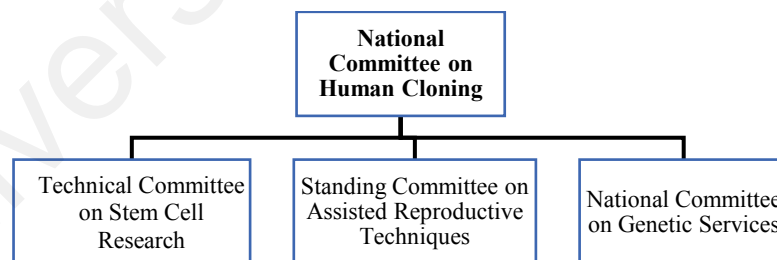 National
Committee on
Human Cloning
Technical Committee
on Stem Cell
Research
Standing Committee on
Assisted Reproductive
Techniques
National Committee
on Genetic Services